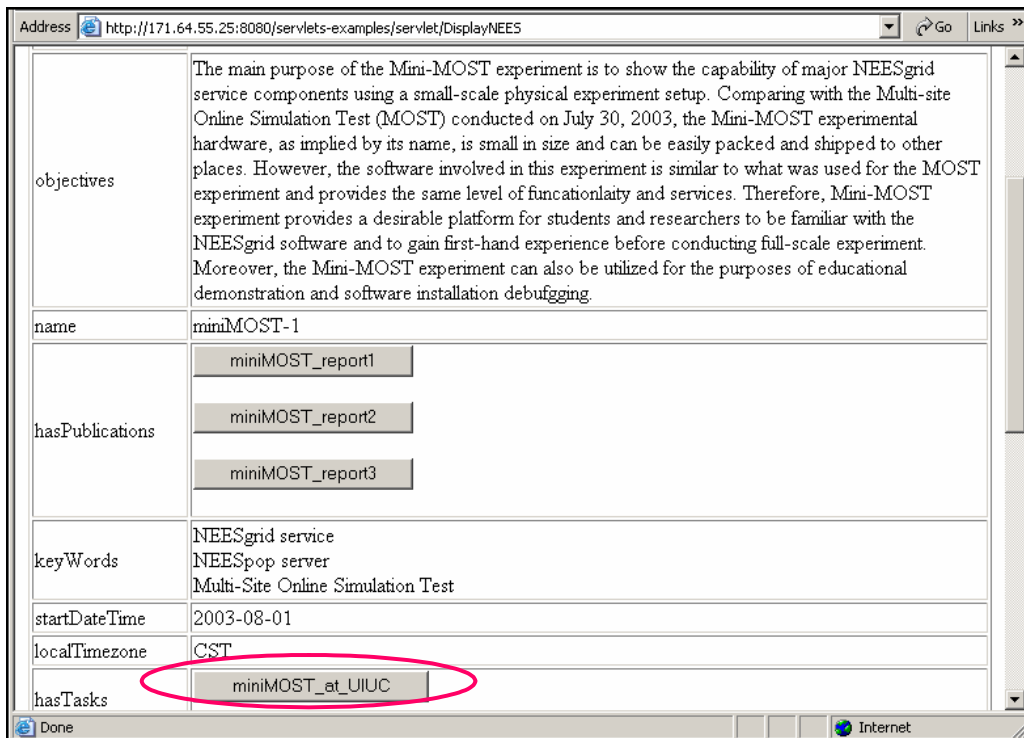 Address http://171.64.55.25:8080/servlets-examples/servlet/DisplayNEES Go Links »
objectives
The main purpose of the Mini-MOST experiment is to show the capability of major NEESgrid
service components using a small-scale physical experiment setup. Comparing with the Multi-site
Online Simulation Test (MOST) conducted on July 30, 2003, the Mini-MOST experimental
hardware, as implied by its name, is small in size and can be easily packed and shipped to other
places. However, the software involved in this experiment is similar to what was used for the MOST
experiment and provides the same level of funcationlaity and services. Therefore, Mini-MOST
experiment provides a desirable platform for students and researchers to be familiar with the
NEESgrid software and to gain first-hand experience before conducting full-scale experiment.
Moreover, the Mini-MOST experiment can also be utilized for the purposes of educational
demonstration and software installation debufgging.
name miniMOST-1
hasPublications
miniMOST_report1
miniMOST_report2
miniMOST_report3
keyWords
NEESgrid service
NEESpop server
Multi-Site Online Simulation Test
startDateTime 2003-08-01
localTimezone CST
hasTasks miniMOST_at_UIUC
Done Internet